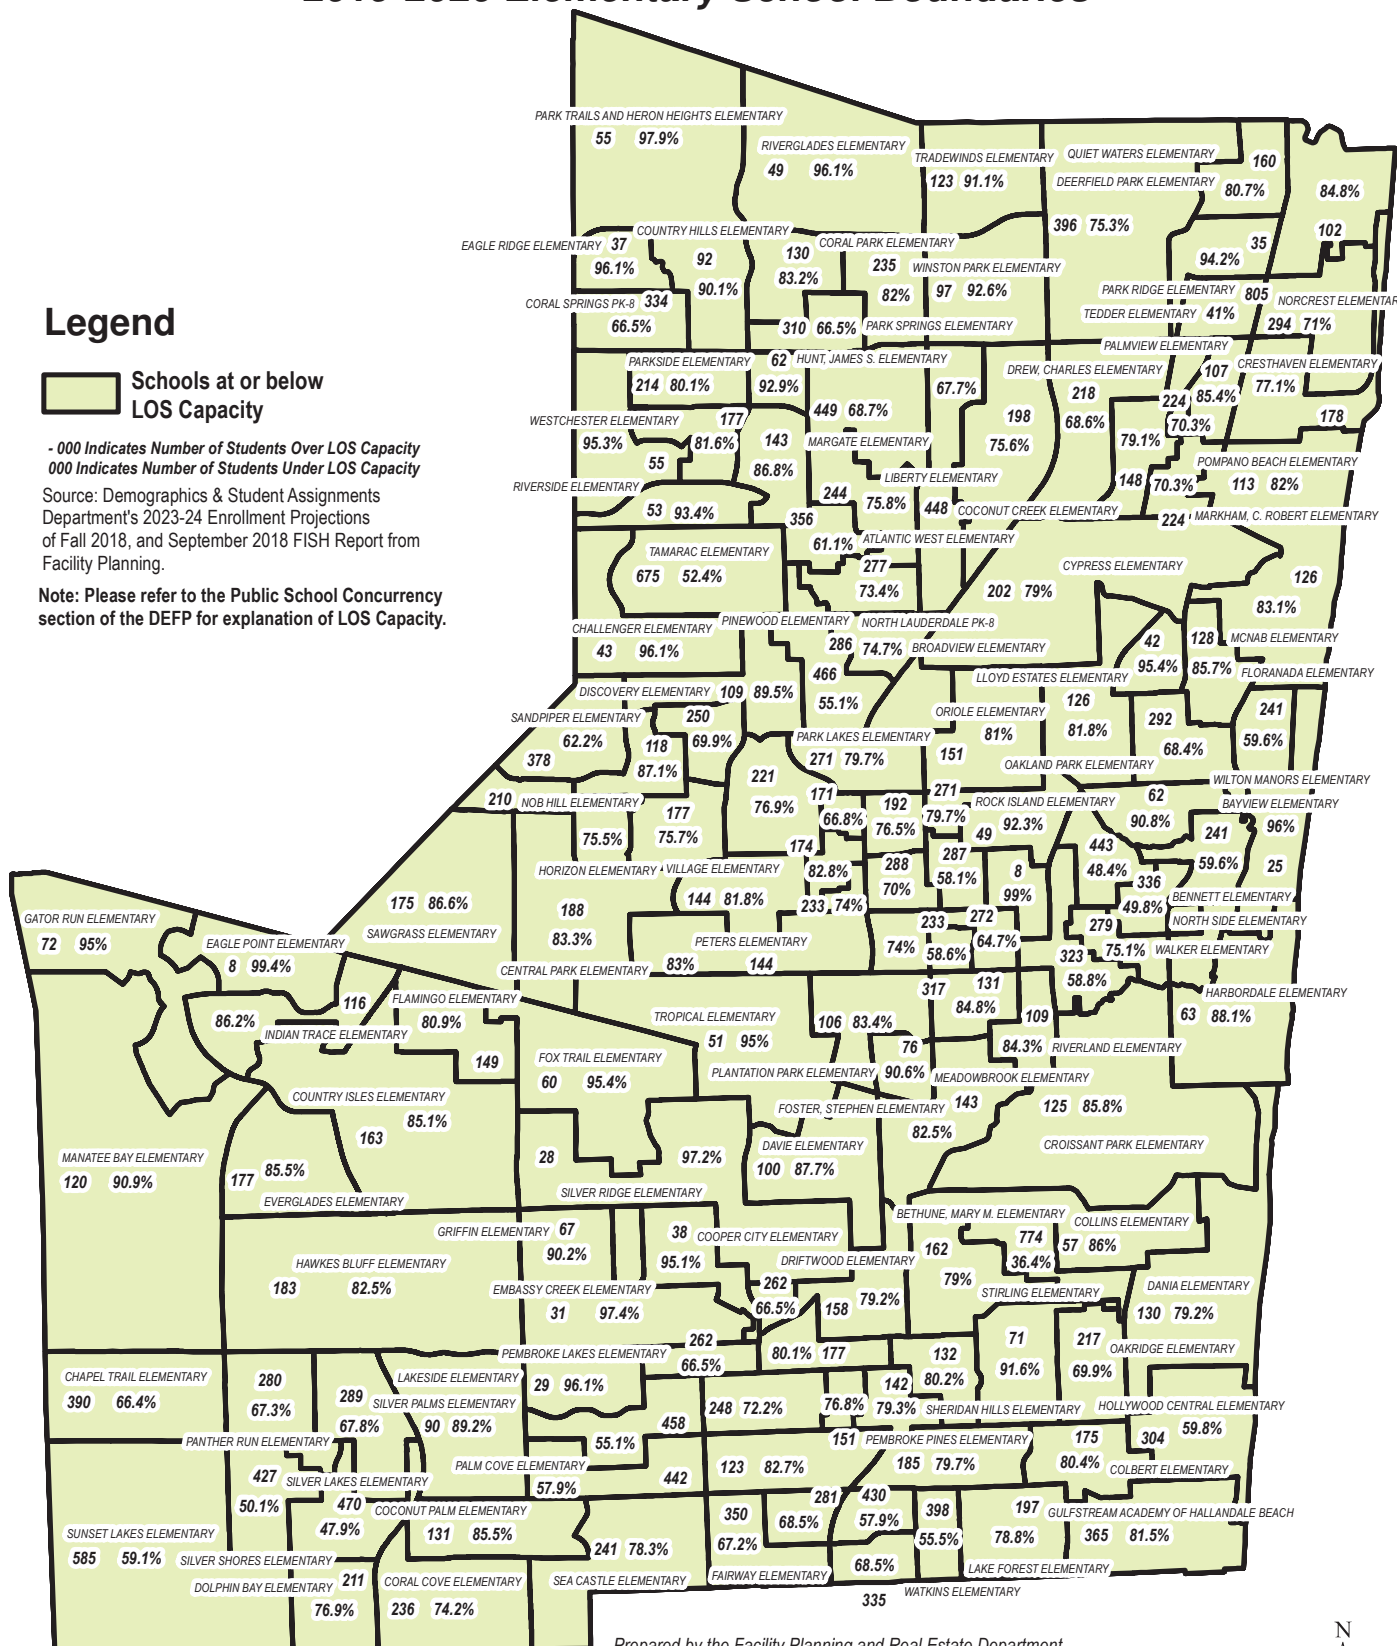 PARK TRAILS AND HERON HEIGHTS ELEMENTARY
55 97.9%
RIVERGLADES ELEMENTARY
49 96.1%
TRADEWINDS ELEMENTARY
123 91.1%
QUIET WATERS ELEMENTARY
160
DEERFIELD PARK ELEMENTARY
80.7%
84.8%
102
396 75.3%
35
94.2%
EAGLE RIDGE ELEMENTARY
37
96.1%
COUNTRY HILLS ELEMENTARY
92
90.1%
130
83.2%
CORAL PARK ELEMENTARY
235
82%
WINSTON PARK ELEMENTARY
97 92.6%
CORAL SPRINGS PK-8
334
66.5%
310 66.5%
PARK SPRINGS ELEMENTARY
PARK RIDGE ELEMENTARY
805
TEDDER ELEMENTARY
41%
NORCREST ELEMENTAR
294 71%
Legend
Schools at or below
LOS Capacity
- 000 Indicates Number of Students Over LOS Capacity
000 Indicates Number of Students Under LOS Capacity
Source: Demographics & Student Assignments
Department's 2023-24 Enrollment Projections
of Fall 2018, and September 2018 FISH Report from
Facility Planning.
Note: Please refer to the Public School Concurrency
section of the DEFP for explanation of LOS Capacity.
PARKSIDE ELEMENTARY
214 80.1%
62
92.9%
HUNT, JAMES S. ELEMENTARY
67.7%
PALMVIEW ELEMENTARY
DREW, CHARLES ELEMENTARY
218
68.6%
107
85.4%
CRESTHAVEN ELEMENTARY
77.1%
178
224
70.3%
WESTCHESTER ELEMENTARY
95.3%
177
81.6%
143
86.8%
449 68.7%
198
75.6%
MARGATE ELEMENTARY
79.1%
148
55
RIVERSIDE ELEMENTARY
53 93.4%
LIBERTY ELEMENTARY
244
75.8%
448
COCONUT CREEK ELEMENTARY
70.3%
POMPANO BEACH ELEMENTARY
113 82%
224
MARKHAM, C. ROBERT ELEMENTARY
356
61.1%
ATLANTIC WEST ELEMENTARY
TAMARAC ELEMENTARY
675 52.4%
277
73.4%
CYPRESS ELEMENTARY
202 79%
126
83.1%
CHALLENGER ELEMENTARY
43 96.1%
PINEWOOD ELEMENTARY
NORTH LAUDERDALE PK-8
286
74.7%
BROADVIEW ELEMENTARY
42
95.4%
128
85.7%
MCNAB ELEMENTARY
FLORANADA ELEMENTARY
466
55.1%
LLOYD ESTATES ELEMENTARY
126
81.8%
DISCOVERY ELEMENTARY
109 89.5%
SANDPIPER ELEMENTARY
62.2%
378
250
69.9%
118
87.1%
ORIOLE ELEMENTARY
81%
151
292
68.4%
241
59.6%
PARK LAKES ELEMENTARY
271 79.7%
OAKLAND PARK ELEMENTARY
221
76.9%
WILTON MANORS ELEMENTARY
62
90.8%
BAYVIEW ELEMENTARY
96%
25
210
NOB HILL ELEMENTARY
75.5%
177
75.7%
171
66.8%
192
76.5%
271
79.7%
ROCK ISLAND ELEMENTARY
49
92.3%
241
59.6%
443
48.4%
174
82.8%
288
70%
287
58.1%
8
99%
336
49.8%
HORIZON ELEMENTARY
VILLAGE ELEMENTARY
144 81.8%
233 74%
BENNETT ELEMENTARY
175 86.6%
SAWGRASS ELEMENTARY
188
83.3%
GATOR RUN ELEMENTARY
72 95%
EAGLE POINT ELEMENTARY
8 99.4%
PETERS ELEMENTARY
144
CENTRAL PARK ELEMENTARY
83%
74%
233
58.6%
272
64.7%
279
NORTH SIDE ELEMENTARY
75.1%
WALKER ELEMENTARY
323
58.8%
317
131
84.8%
HARBORDALE ELEMENTARY
63 88.1%
116
FLAMINGO ELEMENTARY
80.9%
149
86.2%
INDIAN TRACE ELEMENTARY
TROPICAL ELEMENTARY
51 95%
106 83.4%
109
84.3%
RIVERLAND ELEMENTARY
FOX TRAIL ELEMENTARY
60 95.4%
76
90.6%
PLANTATION PARK ELEMENTARY
MEADOWBROOK ELEMENTARY
COUNTRY ISLES ELEMENTARY
85.1%
163
FOSTER, STEPHEN ELEMENTARY
143
82.5%
125 85.8%
CROISSANT PARK ELEMENTARY
MANATEE BAY ELEMENTARY
120 90.9%
85.5%
177
EVERGLADES ELEMENTARY
28
97.2%
SILVER RIDGE ELEMENTARY
DAVIE ELEMENTARY
100 87.7%
GRIFFIN ELEMENTARY
67
90.2%
38
95.1%
COOPER CITY ELEMENTARY
BETHUNE, MARY M. ELEMENTARY
774
36.4%
COLLINS ELEMENTARY
57 86%
162
79%
HAWKES BLUFF ELEMENTARY
183 82.5%
DRIFTWOOD ELEMENTARY
EMBASSY CREEK ELEMENTARY
31 97.4%
262
66.5%
158
79.2%
STIRLING ELEMENTARY
DANIA ELEMENTARY
130 79.2%
PEMBROKE LAKES ELEMENTARY
262
66.5%
80.1% 177
132
80.2%
71
91.6%
217
69.9%
OAKRIDGE ELEMENTARY
CHAPEL TRAIL ELEMENTARY
390 66.4%
280
67.3%
LAKESIDE ELEMENTARY
29 96.1%
289
67.8%
SILVER PALMS ELEMENTARY
90 89.2%
142
79.3%
248 72.2%
76.8%
SHERIDAN HILLS ELEMENTARY
HOLLYWOOD CENTRAL ELEMENTARY
59.8%
304
458
55.1%
PANTHER RUN ELEMENTARY
151
PEMBROKE PINES ELEMENTARY
185 79.7%
175
80.4%
COLBERT ELEMENTARY
427
50.1%
SILVER LAKES ELEMENTARY
PALM COVE ELEMENTARY
57.9%
442
123 82.7%
470
47.9%
COCONUT PALM ELEMENTARY
131 85.5%
350
67.2%
281
68.5%
430
57.9%
398
55.5%
197
78.8%
GULFSTREAM ACADEMY OF HALLANDALE BEACH
365 81.5%
SUNSET LAKES ELEMENTARY
585 59.1%
SILVER SHORES ELEMENTARY
241 78.3%
68.5%
LAKE FOREST ELEMENTARY
DOLPHIN BAY ELEMENTARY
211
76.9%
CORAL COVE ELEMENTARY
236 74.2%
SEA CASTLE ELEMENTARY
FAIRWAY ELEMENTARY
335
WATKINS ELEMENTARY
N
Prepared by the Facility Planning and Real Estate Department